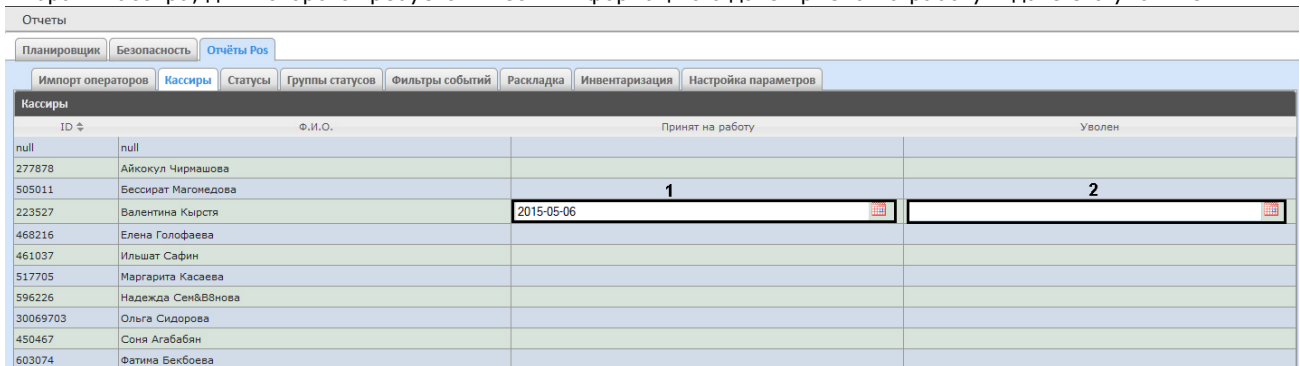 Отчеты
Планировщик Безопасность Отчёты Pos
Импорт операторов Кассиры Статусы Группы статусов Фильтры событий Раскладка Инвентаризация Настройка параметров
Кассиры
ID Ф.И.О. Принят на работу Уволен
null null
277878 Айкокул Чирмашова
505011 Бессират Магомедова 1 2
223527 Валентина Кырстя 2015-05-06
468216 Елена Голофаева
461037 Ильшат Сафин
517705 Маргарита Касаева
596226 Надежда Сем&B8нова
30069703 Ольга Сидорова
450467 Соня Агабабян
603074 Фатима Бекбоева